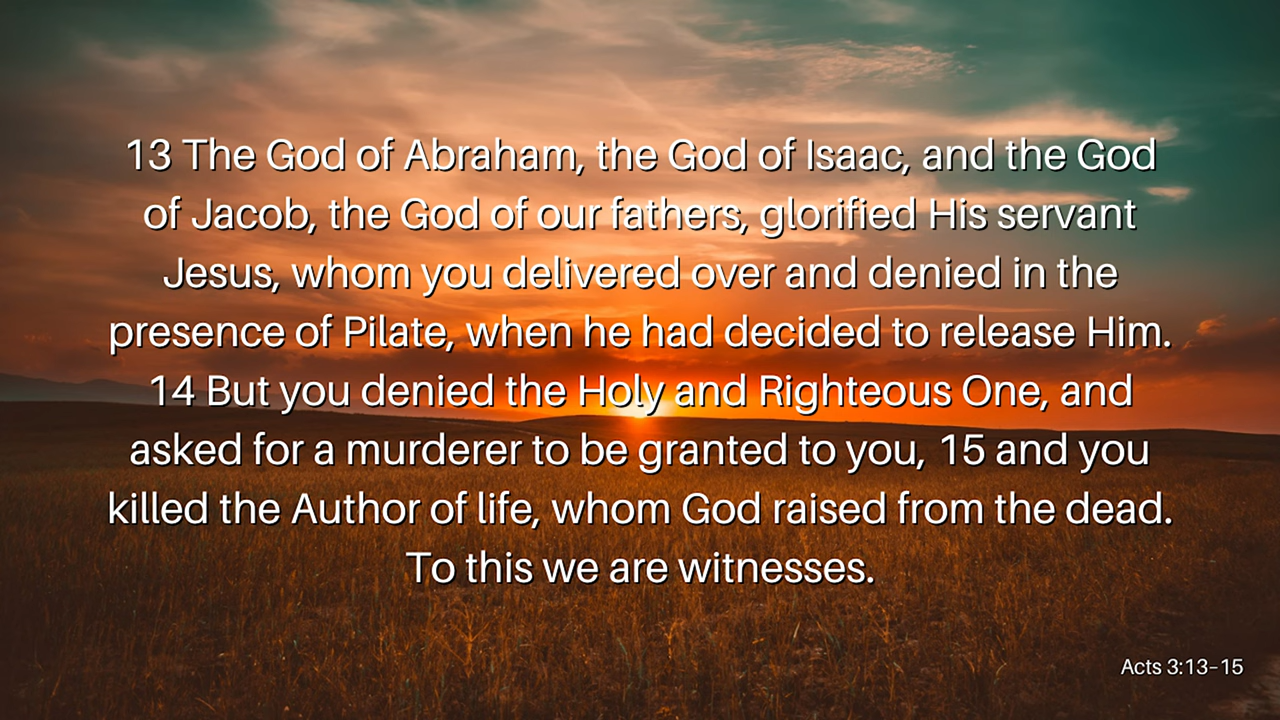 13 The God of Abraham, the God of Isaac, and the God
of Jacob, the God of our fathers, glorified His servant
Jesus, whom you delivered over and denied in the
presence of Pilate, when he had decided to release Him.
14 But you denied the Holy and Righteous One, and
asked for a murderer to be granted to you, 15 and you
killed the Author of life, whom God raised from the dead.
To this we are witnesses.
Acts 3:13–15